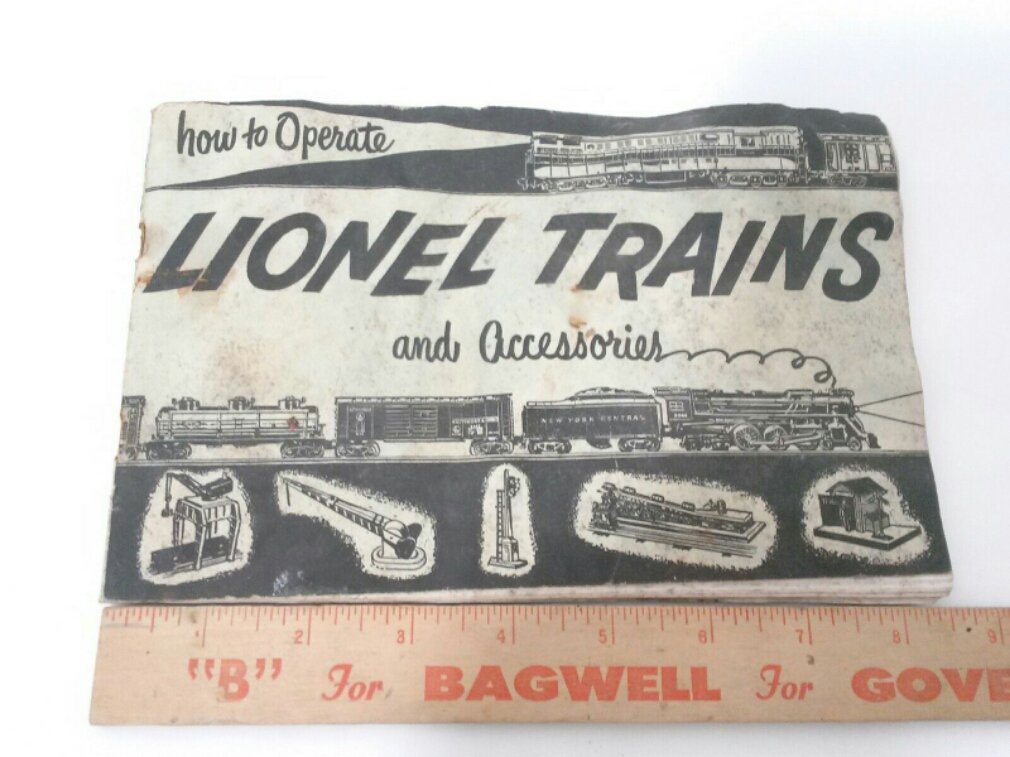 how to Operate
LIONEL TRAINS
and Accessories
NEW YORK CENTRAL
1 2 3 4 5 6 7 8 9
"B" For BAGWELL For GOVE